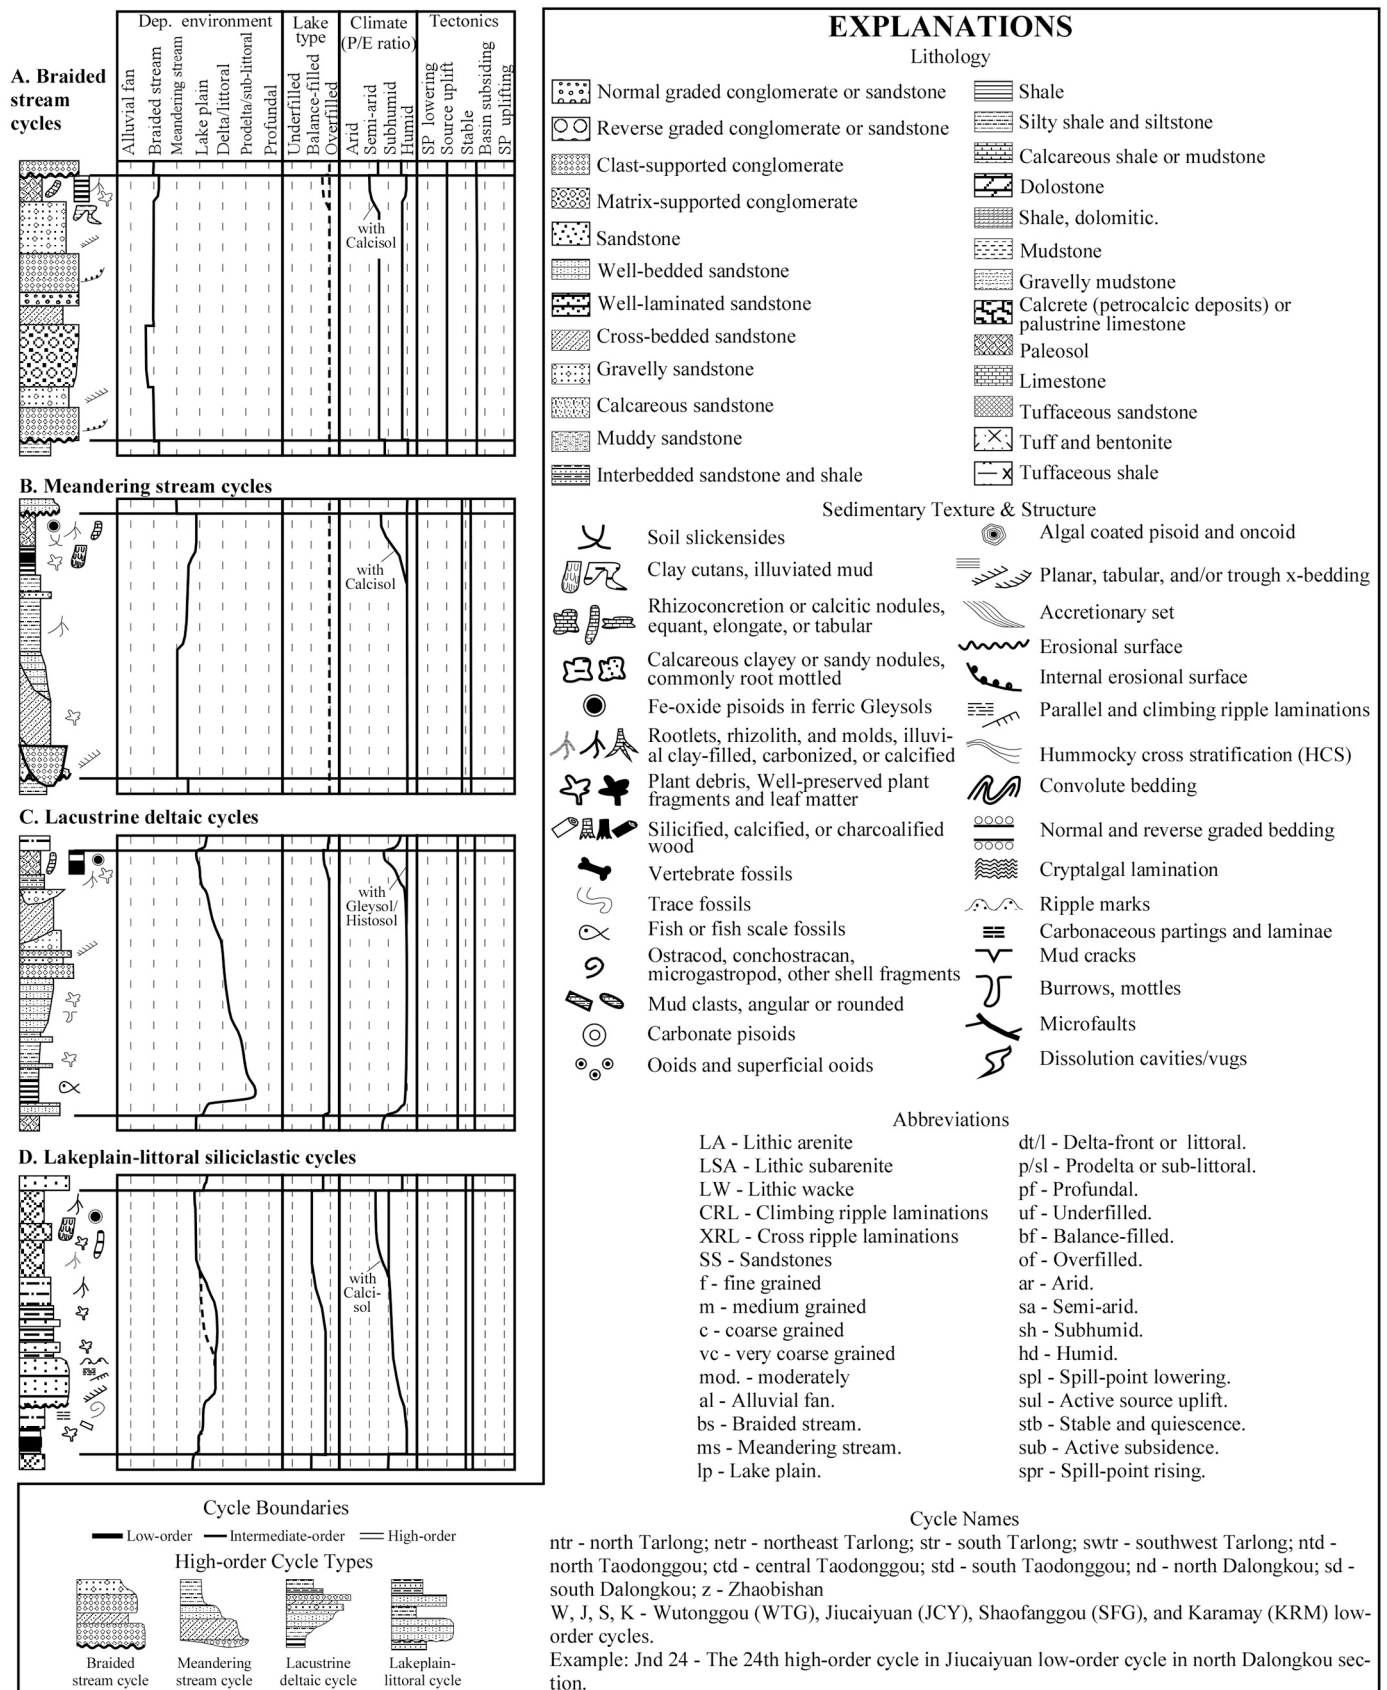 A. Braided
stream
cycles
Dep. environment
Lake
type
Climate
(P/E ratio)
Tectonics
Alluvial fan
Braided stream
Meandering stream
Lake plain
Delta/littoral
Prodelta/sub-littoral
Profundal
Underfilled
Balance-filled
Overfilled
Arid
Semi-arid
Subhumid
Humid
SP lowering
Source uplift
Stable
Basin subsiding
SP uplifting
with
Calcisol
B. Meandering stream cycles
with
Calcisol
C. Lacustrine deltaic cycles
with
Gleysol/
Histosol
D. Lakeplain-littoral siliciclastic cycles
with
Calci-
sol
Cycle Boundaries
Low-order
Intermediate-order
High-order
High-order Cycle Types
Braided
stream cycle
Meandering
stream cycle
Lacustrine
deltaic cycle
Lakeplain-
littoral cycle
EXPLANATIONS
Lithology
Normal graded conglomerate or sandstone
Reverse graded conglomerate or sandstone
Clast-supported conglomerate
Matrix-supported conglomerate
Sandstone
Well-bedded sandstone
Well-laminated sandstone
Cross-bedded sandstone
Gravelly sandstone
Calcareous sandstone
Muddy sandstone
Interbedded sandstone and shale
Shale
Silty shale and siltstone
Calcareous shale or mudstone
Dolostone
Shale, dolomitic.
Mudstone
Gravelly mudstone
Calcrete (petrocalcic deposits) or
palustrine limestone
Paleosol
Limestone
Tuffaceous sandstone
Tuff and bentonite
Tuffaceous shale
Sedimentary Texture & Structure
Soil slickensides
Clay cutans, illuviated mud
Rhizoconcretion or calcitic nodules,
equant, elongate, or tabular
Calcareous clayey or sandy nodules,
commonly root mottled
Fe-oxide pisoids in ferric Gleysols
Rootlets, rhizolith, and molds, illuvi-
al clay-filled, carbonized, or calcified
Plant debris, Well-preserved plant
fragments and leaf matter
Silicified, calcified, or charcoalified
wood
Vertebrate fossils
Trace fossils
Fish or fish scale fossils
Ostracod, conchostracan,
microgastropod, other shell fragments
Mud clasts, angular or rounded
Carbonate pisoids
Ooids and superficial ooids
Algal coated pisoid and oncoid
Planar, tabular, and/or trough x-bedding
Accretionary set
Erosional surface
Internal erosional surface
Parallel and climbing ripple laminations
Hummocky cross stratification (HCS)
Convolute bedding
Normal and reverse graded bedding
Cryptalgal lamination
Ripple marks
Carbonaceous partings and laminae
Mud cracks
Burrows, mottles
Microfaults
Dissolution cavities/vugs
Abbreviations
LA - Lithic arenite
LSA - Lithic subarenite
LW - Lithic wacke
CRL - Climbing ripple laminations
XRL - Cross ripple laminations
SS - Sandstones
f - fine grained
m - medium grained
c - coarse grained
vc - very coarse grained
mod. - moderately
al - Alluvial fan.
bs - Braided stream.
ms - Meandering stream.
lp - Lake plain.
dt/l - Delta-front or littoral.
p/sl - Prodelta or sub-littoral.
pf - Profundal.
uf - Underfilled.
bf - Balance-filled.
of - Overfilled.
ar - Arid.
sa - Semi-arid.
sh - Subhumid.
hd - Humid.
spl - Spill-point lowering.
sul - Active source uplift.
stb - Stable and quiescence.
sub - Active subsidence.
spr - Spill-point rising.
Cycle Names
ntr - north Tarlong; netr - northeast Tarlong; str - south Tarlong; swtr - southwest Tarlong; ntd -
north Taodonggou; ctd - central Taodonggou; std - south Taodonggou; nd - north Dalongkou; sd -
south Dalongkou; z - Zhaobishan
W, J, S, K - Wutonggou (WTG), Jiucaiyuan (JCY), Shaofanggou (SFG), and Karamay (KRM) low-
order cycles.
Example: Jnd 24 - The 24th high-order cycle in Jiucaiyuan low-order cycle in north Dalongkou sec-
tion.